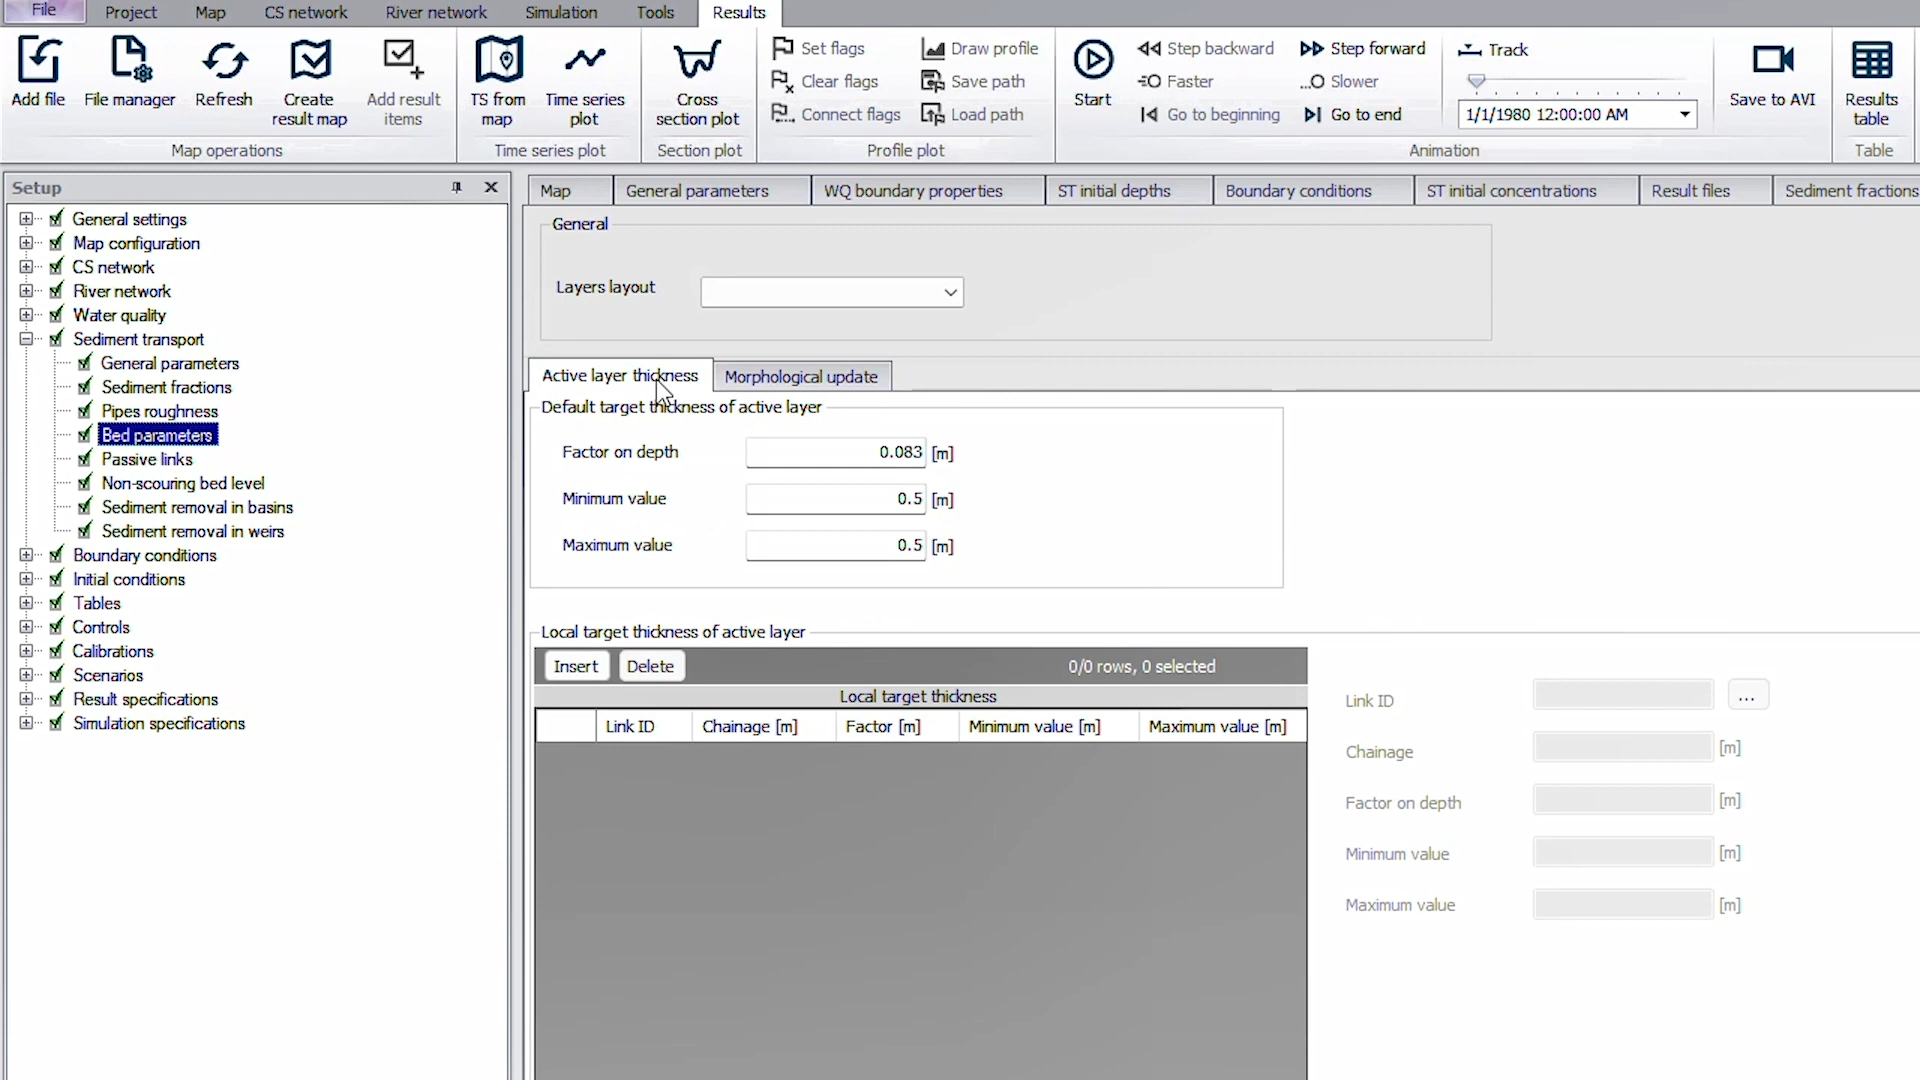 File Project Map CS network River network Simulation Tools Results
Add file File manager Refresh Create result map Add result items
Map operations
TS from map Time series plot
Time series plot
Cross section plot
Section plot
Set flags Draw profile
Clear flags Save path
Connect flags Load path
Profile plot
Start Step backward Step forward Track
Faster Slower
Go to beginning Go to end 1/1/1980 12:00:00 AM
Animation
Save to AVI
Results table
Table
Setup
General settings
Map configuration
CS network
River network
Water quality
Sediment transport
General parameters
Sediment fractions
Pipes roughness
Bed parameters
Passive links
Non-scouring bed level
Sediment removal in basins
Sediment removal in weirs
Boundary conditions
Initial conditions
Tables
Controls
Calibrations
Scenarios
Result specifications
Simulation specifications
Map General parameters WQ boundary properties ST initial depths Boundary conditions ST initial concentrations Result files Sediment fractions
General
Layers layout
Active layer thickness Morphological update
Default target thickness of active layer
Factor on depth 0.083 [m]
Minimum value 0.5 [m]
Maximum value 0.5 [m]
Local target thickness of active layer
Insert Delete 0/0 rows, 0 selected
Local target thickness
Link ID Chainage [m] Factor [m] Minimum value [m] Maximum value [m]
Link ID ...
Chainage [m]
Factor on depth [m]
Minimum value [m]
Maximum value [m]